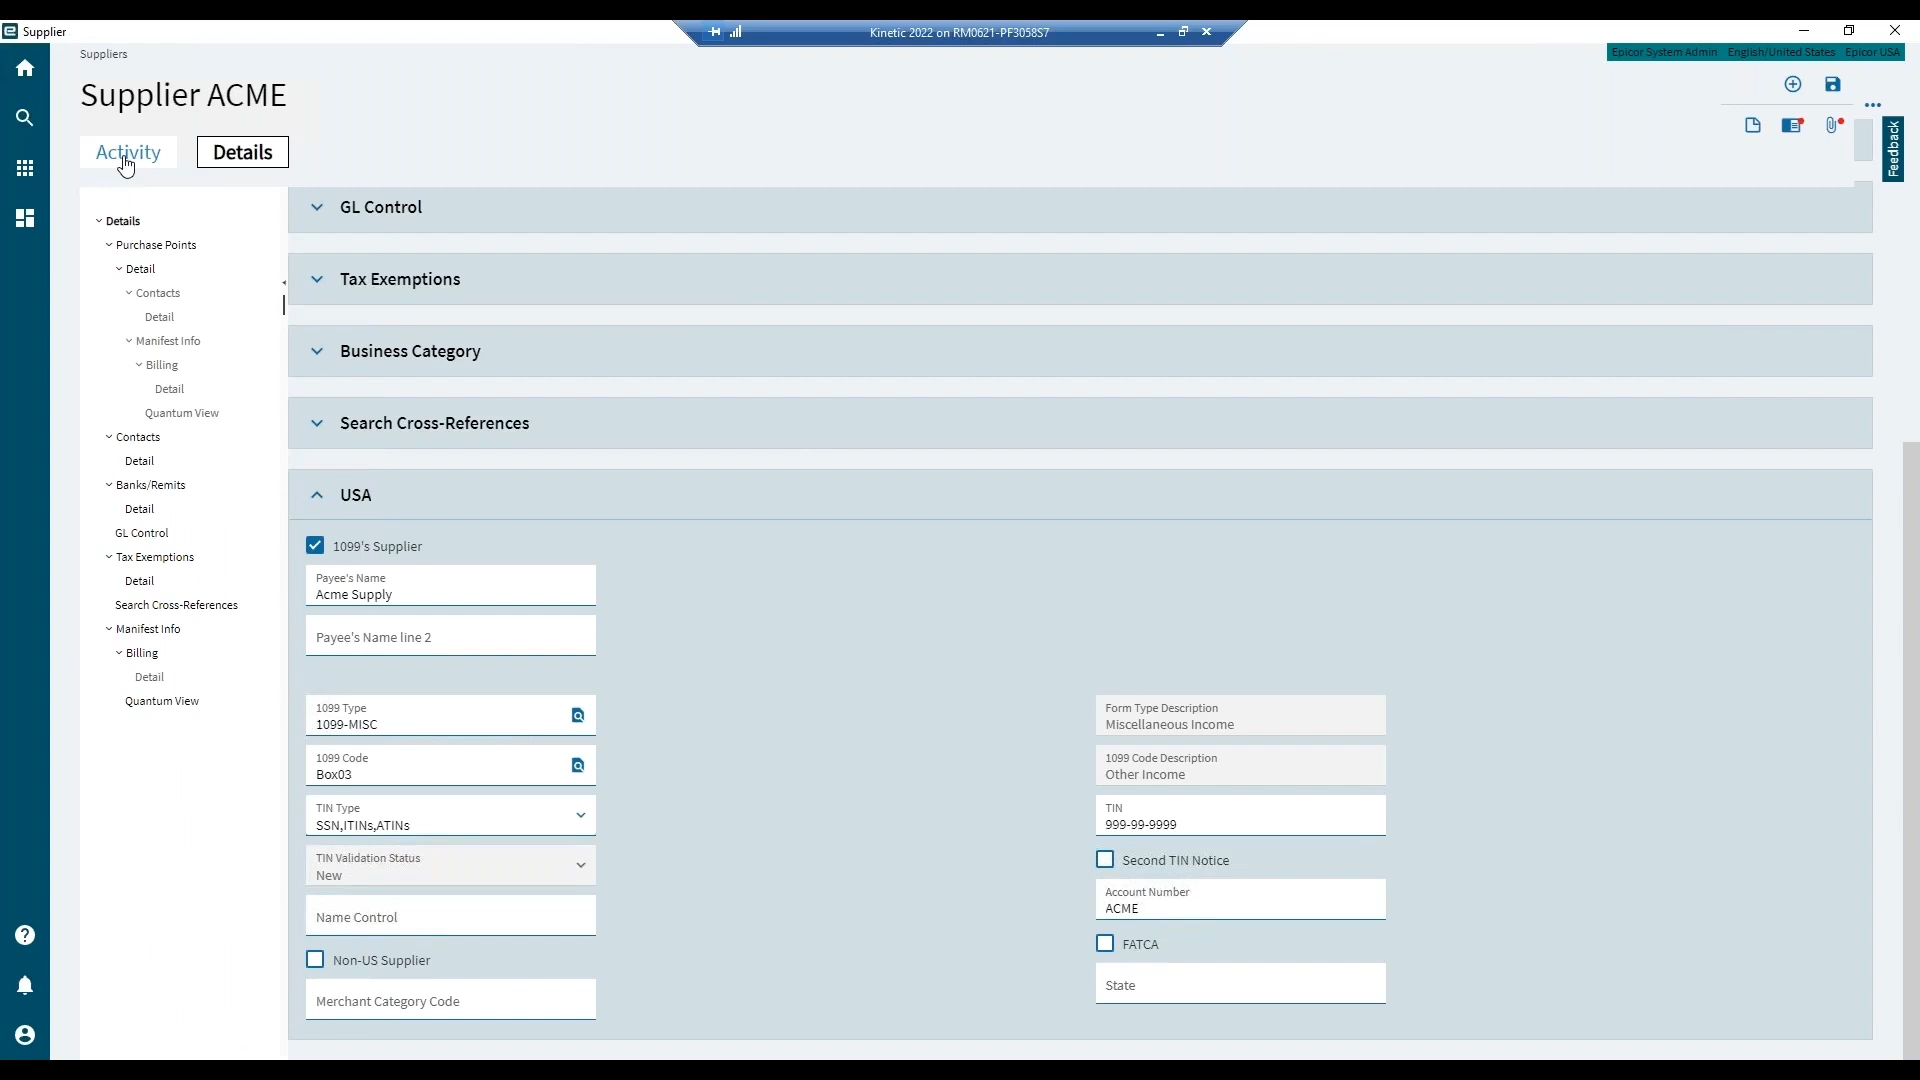 Supplier
Kinetic 2022 on RM0621-PF3058S7
Epicor System Admin English/United States Epicor USA
Suppliers
Supplier ACME
Activity Details
Feedback
Details
Purchase Points
Detail
Contacts
Detail
Manifest Info
Billing
Detail
Quantum View
Contacts
Detail
Banks/Remits
Detail
GL Control
Tax Exemptions
Detail
Search Cross-References
Manifest Info
Billing
Detail
Quantum View
GL Control
Tax Exemptions
Business Category
Search Cross-References
USA
1099's Supplier
Payee's Name
Acme Supply
Payee's Name line 2
1099 Type
1099-MISC
Form Type Description
Miscellaneous Income
1099 Code
Box03
1099 Code Description
Other Income
TIN Type
SSN,ITINs,ATINs
TIN
999-99-9999
TIN Validation Status
New
Second TIN Notice
Account Number
ACME
Name Control
FATCA
Non-US Supplier
State
Merchant Category Code